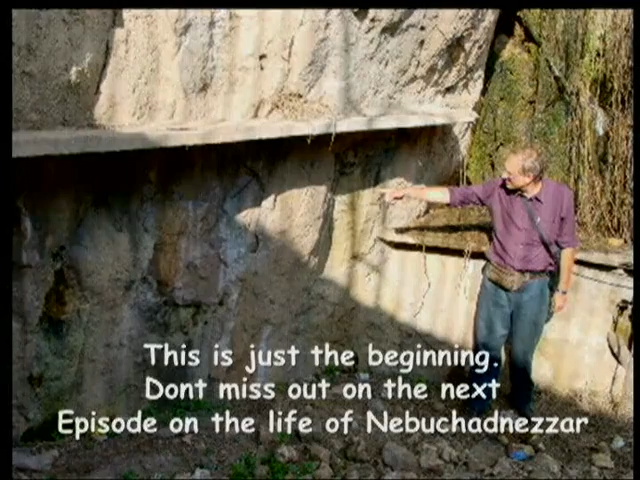 This is just the beginning.
Dont miss out on the next
Episode on the life of Nebuchadnezzar